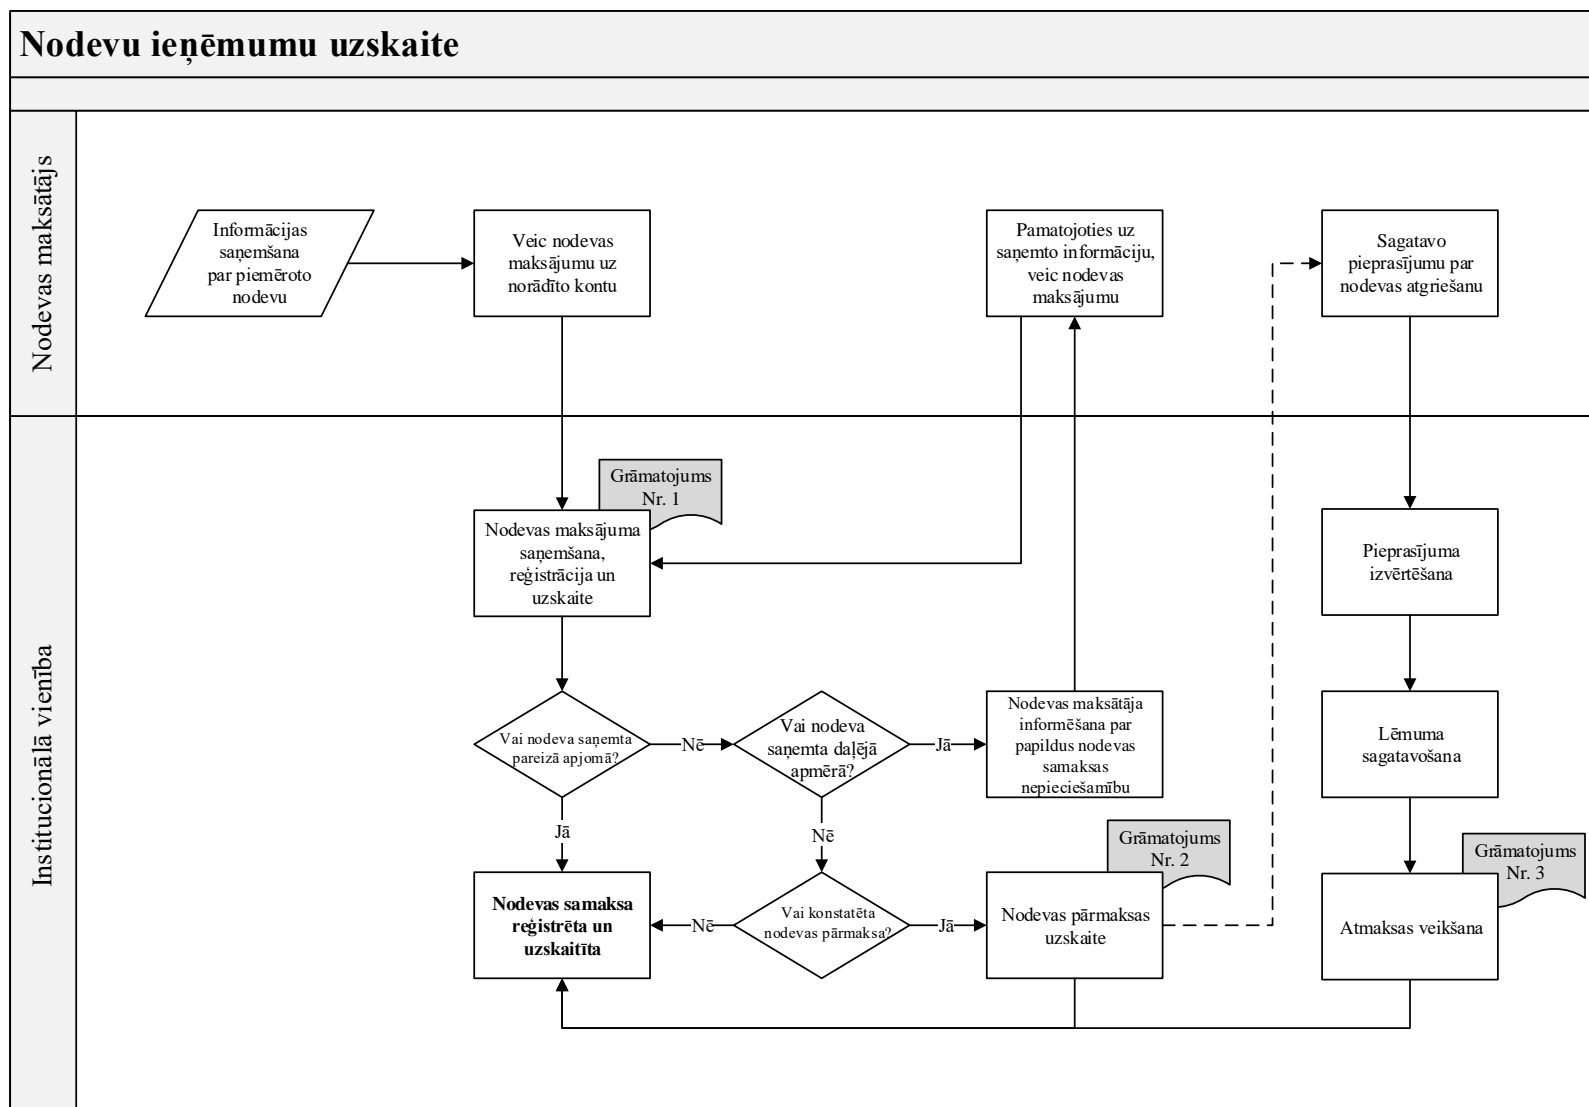 Nodevu ieņēmumu uzskaite
Nodevas maksātājs
Informācijas
saņemšana
par piemēroto
nodevu
Veic nodevas
maksājumu uz
norādīto kontu
Pamatojoties uz
saņemto informāciju,
veic nodevas
maksājumu
Sagatavo
pieprasījumu par
nodevas atgriešanu
Institucionālā vienība
Grāmatojums
Nr. 1
Nodevas maksājuma
saņemšana,
reģistrācija un
uzskaite
Pieprasījuma
izvērtēšana
Vai nodeva saņemta
pareizā apjomā?
Nē
Vai nodeva
saņemta daļējā
apmērā?
Jā
Nodevas maksātāja
informēšana par
papildus nodevas
samaksas
nepieciešamību
Lēmuma
sagatavošana
Jā
Nē
Grāmatojums
Nr. 2
Grāmatojums
Nr. 3
Nodevas samaksa
reģistrēta un
uzskaitīta
Nē
Vai konstatēta
nodevas pārmaksa?
Jā
Nodevas pārmaksas
uzskaite
Atmaksas veikšana